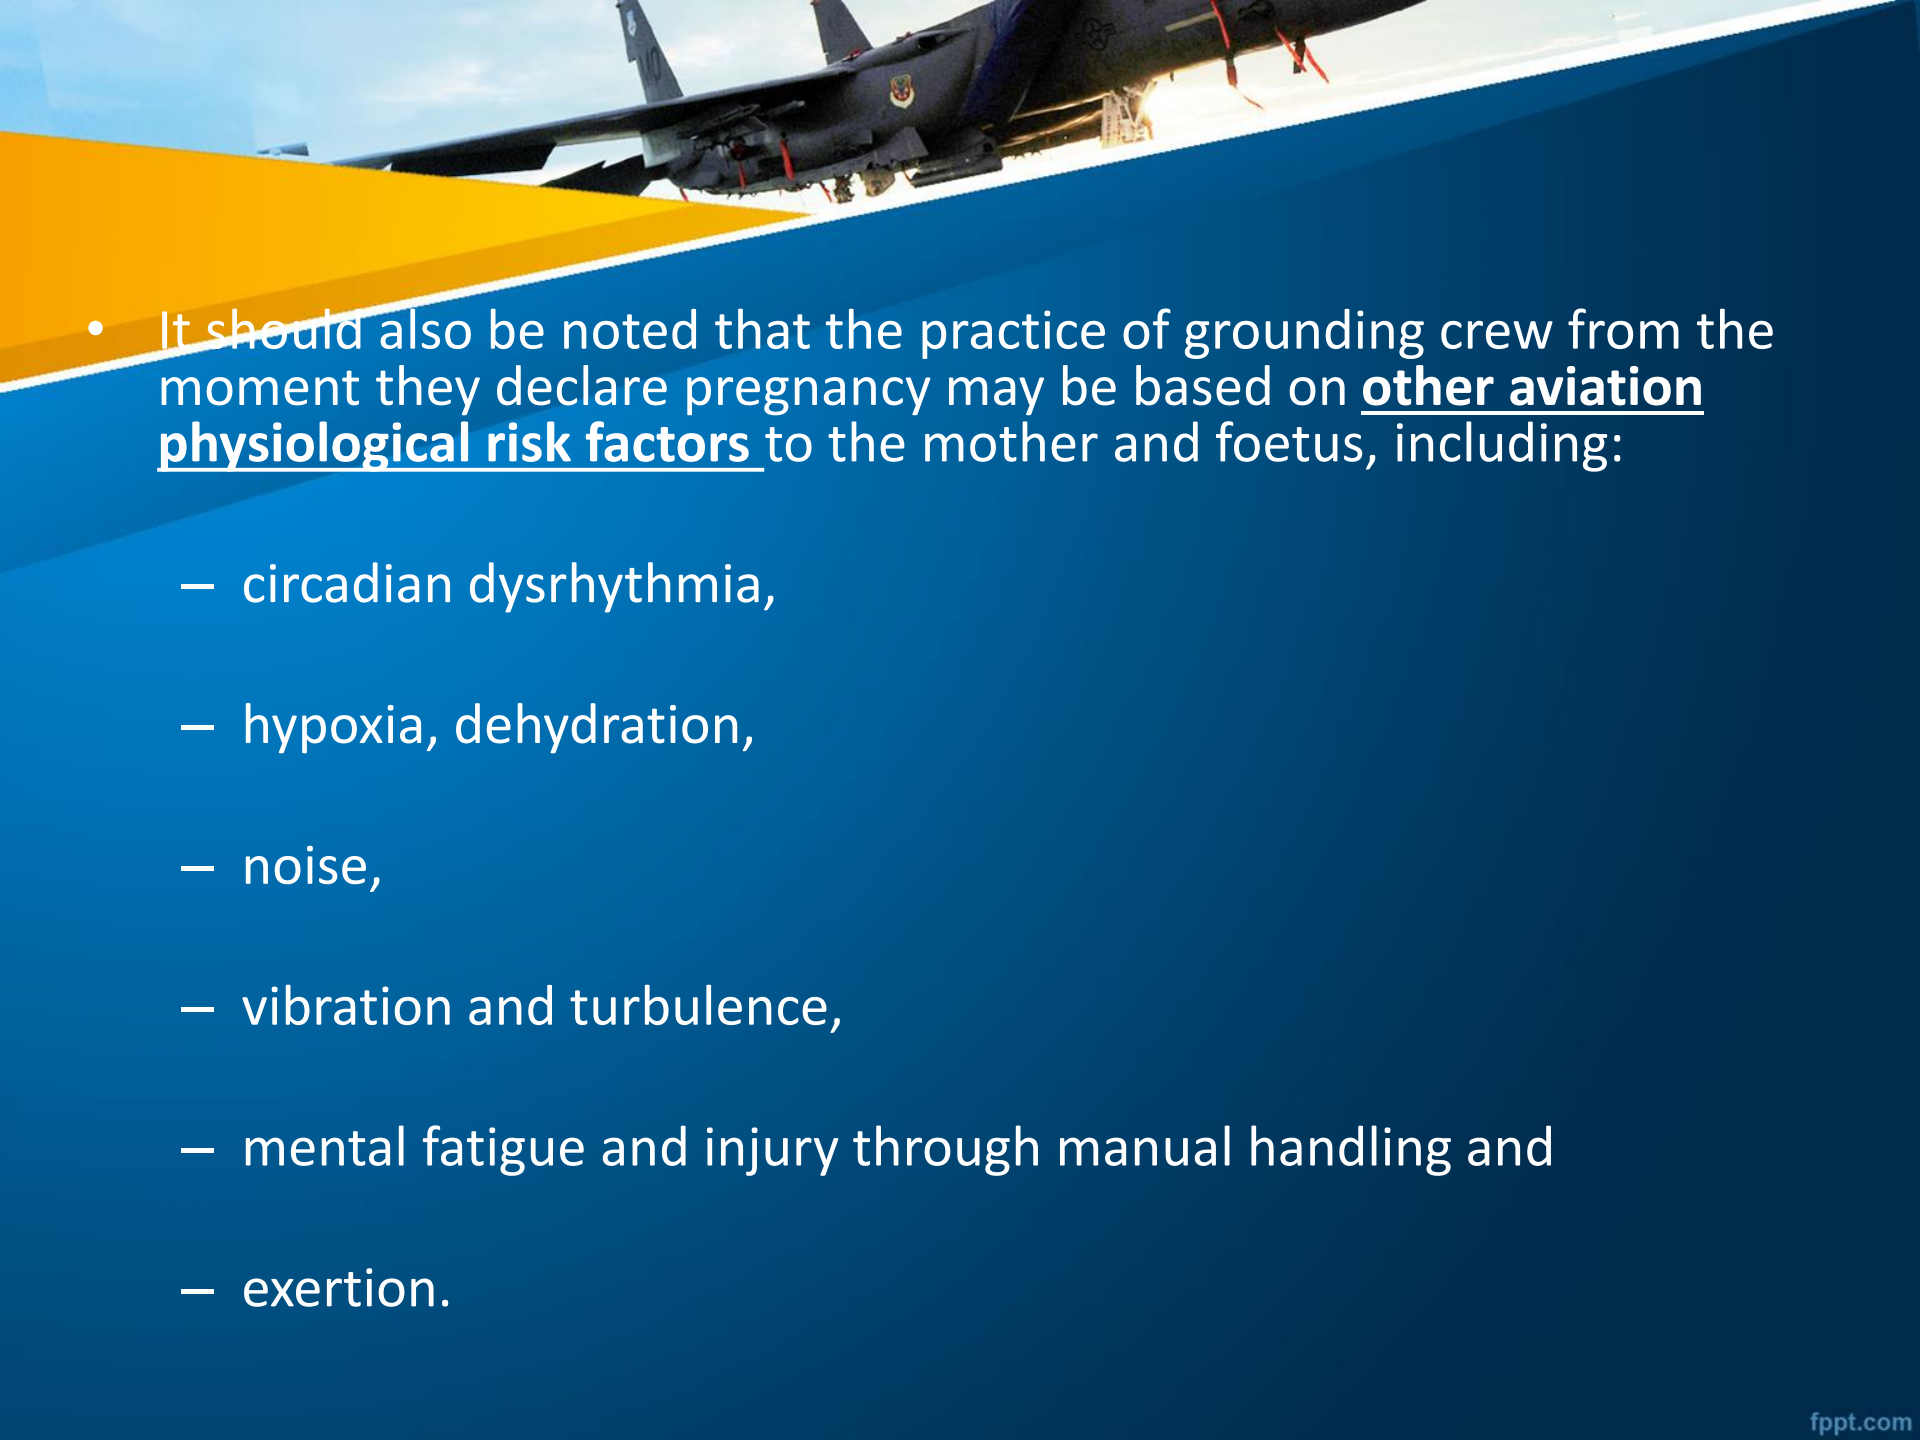 • It should also be noted that the practice of grounding crew from the
moment they declare pregnancy may be based on other aviation
physiological risk factors to the mother and foetus, including:
– circadian dysrhythmia,
– hypoxia, dehydration,
– noise,
– vibration and turbulence,
– mental fatigue and injury through manual handling and
– exertion.
fppt.com